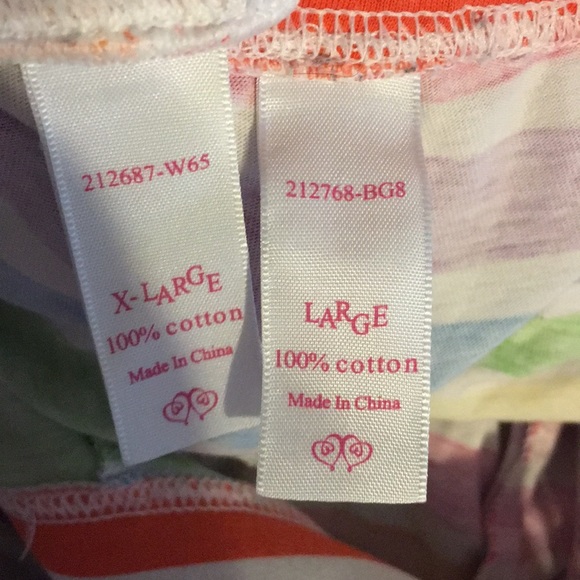 212687-W65
X-LARGE
100% cotton
Made In China
212768-BG8
LARGE
100% cotton
Made In China